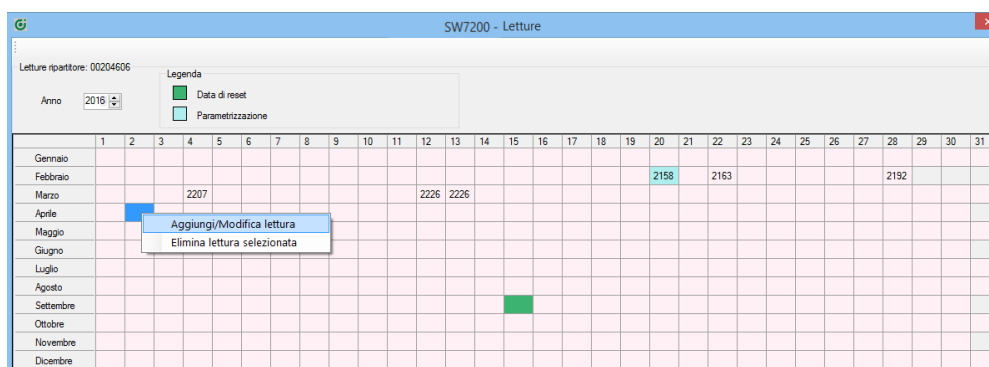 SW7200 - Letture
Letture ripartitore: 00204606
Legenda
Anno 2016
Data di reset
Parametrizzazione
1 2 3 4 5 6 7 8 9 10 11 12 13 14 15 16 17 18 19 20 21 22 23 24 25 26 27 28 29 30 31
Gennaio
Febbraio 2158 2163 2192
Marzo 2207 2226 2226
Aprile
Aggiungi/Modifica lettura
Maggio
Elimina lettura selezionata
Giugno
Luglio
Agosto
Settembre
Ottobre
Novembre
Dicembre